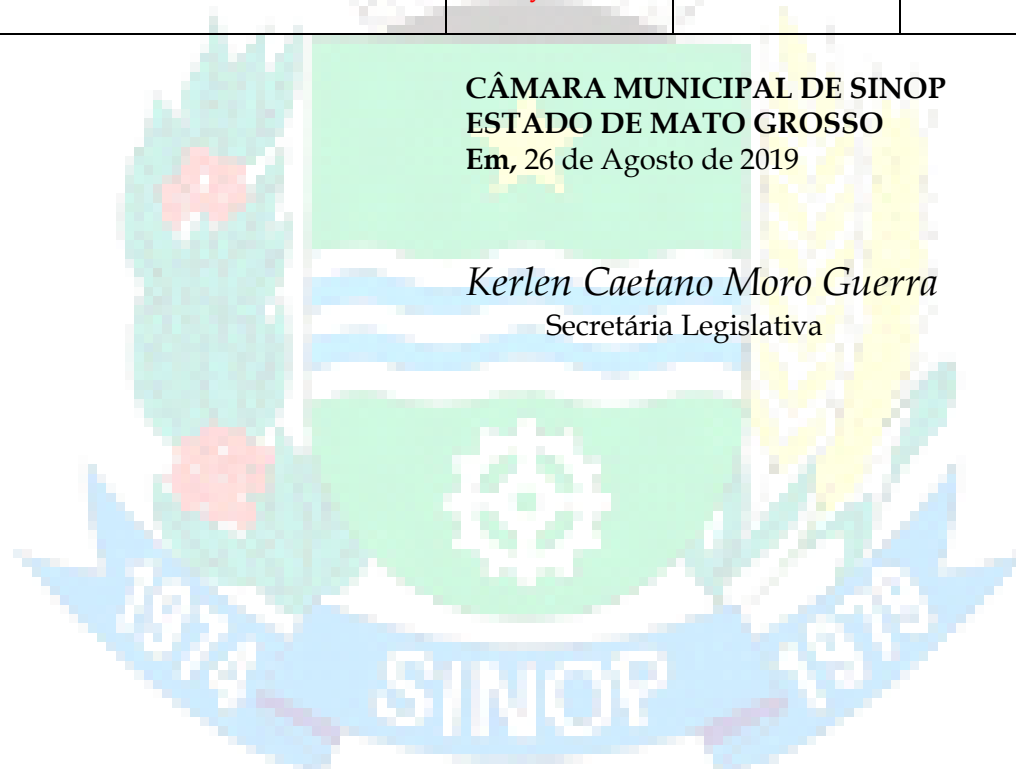 CÂMARA MUNICIPAL DE SINOP
ESTADO DE MATO GROSSO
Em, 26 de Agosto de 2019
Kerlen Caetano Moro Guerra
Secretária Legislativa
1974 SINOP 1979